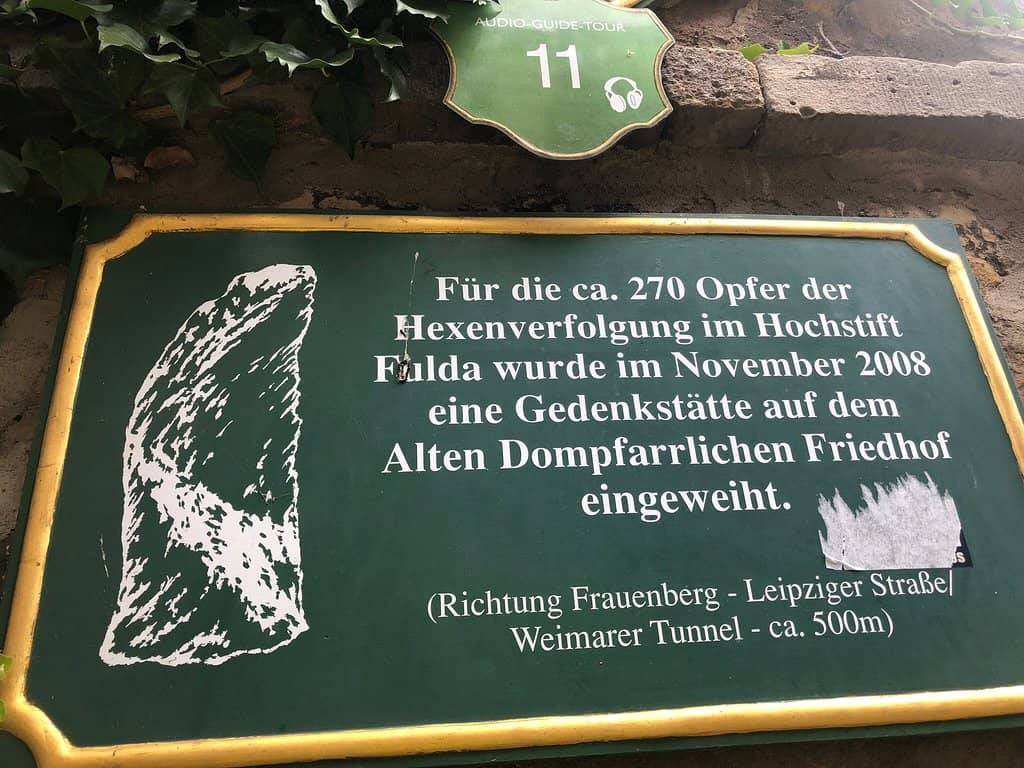 AUDIO-GUIDE-TOUR
11
Für die ca. 270 Opfer der
Hexenverfolgung im Hochstift
Fulda wurde im November 2008
eine Gedenkstätte auf dem
Alten Dompfarrlichen Friedhof
eingeweiht.
(Richtung Frauenberg - Leipziger Straße/
Weimarer Tunnel - ca. 500m)